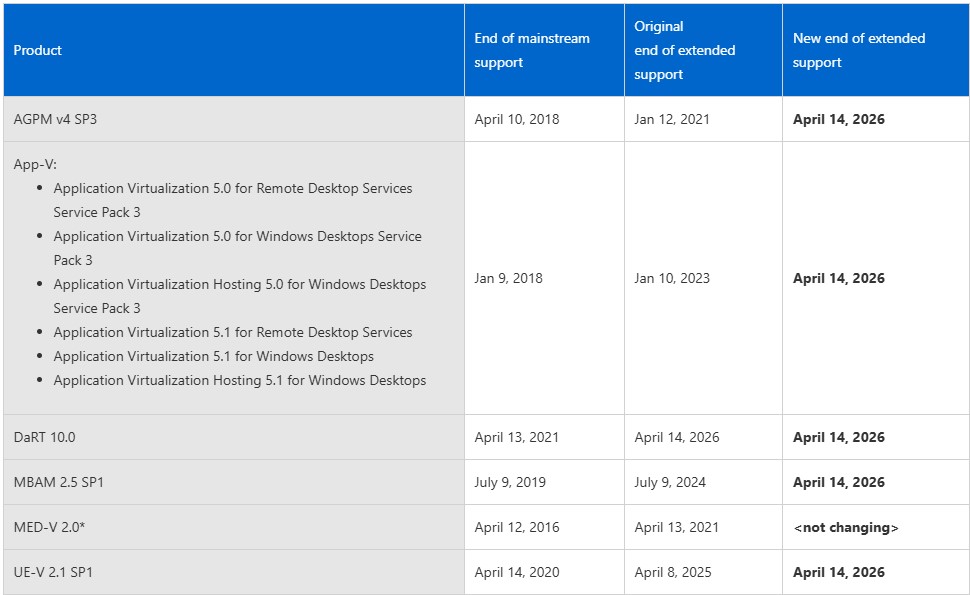 Product
End of mainstream
support
Original
end of extended
support
New end of extended
support
AGPM v4 SP3
April 10, 2018
Jan 12, 2021
April 14, 2026
App-V:
• Application Virtualization 5.0 for Remote Desktop Services
Service Pack 3
• Application Virtualization 5.0 for Windows Desktops Service
Pack 3
• Application Virtualization Hosting 5.0 for Windows Desktops
Service Pack 3
• Application Virtualization 5.1 for Remote Desktop Services
• Application Virtualization 5.1 for Windows Desktops
• Application Virtualization Hosting 5.1 for Windows Desktops
Jan 9, 2018
Jan 10, 2023
April 14, 2026
DaRT 10.0
April 13, 2021
April 14, 2026
April 14, 2026
MBAM 2.5 SP1
July 9, 2019
July 9, 2024
April 14, 2026
MED-V 2.0*
April 12, 2016
April 13, 2021
<not changing>
UE-V 2.1 SP1
April 14, 2020
April 8, 2025
April 14, 2026